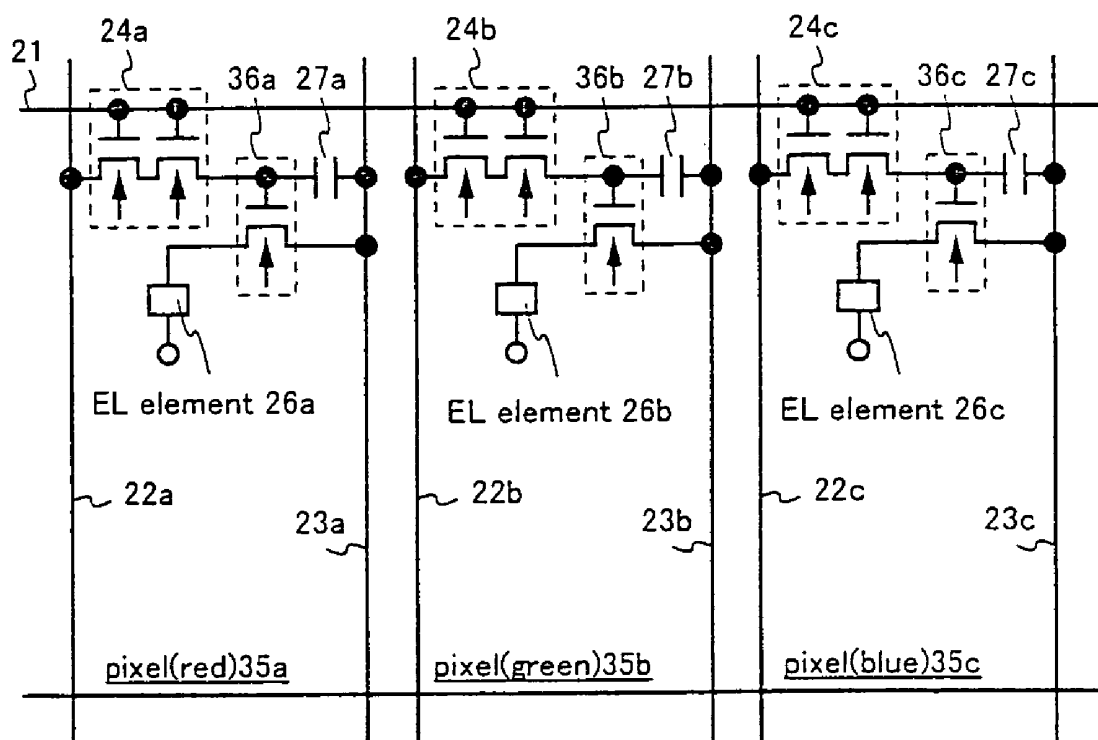 24a
24b
24c
21
36a
27a
36b
27b
36c
27c
EL element 26a
EL element 26b
EL element 26c
22a
22b
22c
23a
23b
23c
pixel(red)35a
pixel(green)35b
pixel(blue)35c